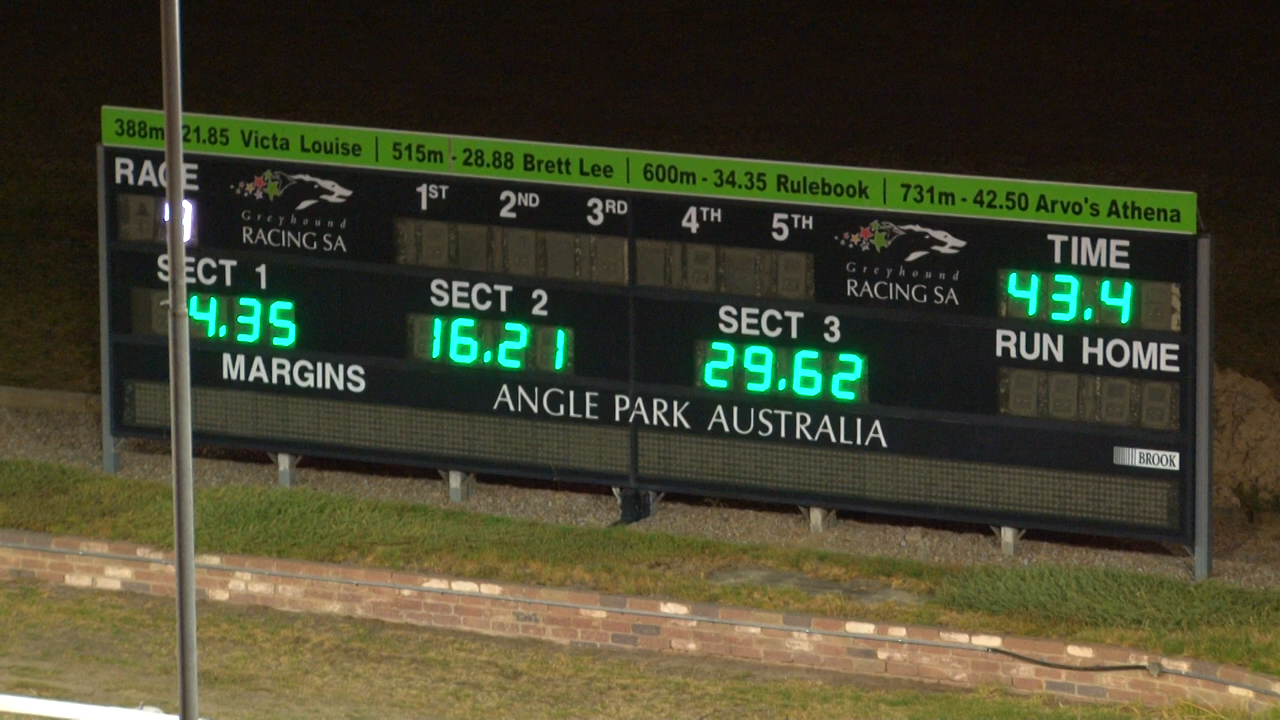 388m 21.85 Victa Louise | 515m - 28.88 Brett Lee | 600m - 34.35 Rulebook | 731m - 42.50 Arvo's Athena
RACE
Greyhound
RACING SA
1ST 2ND 3RD 4TH 5TH
Greyhound
RACING SA
TIME
43.4
SECT 1
4.35
SECT 2
16.21
SECT 3
29.62
RUN HOME
MARGINS
ANGLE PARK AUSTRALIA
BROOK